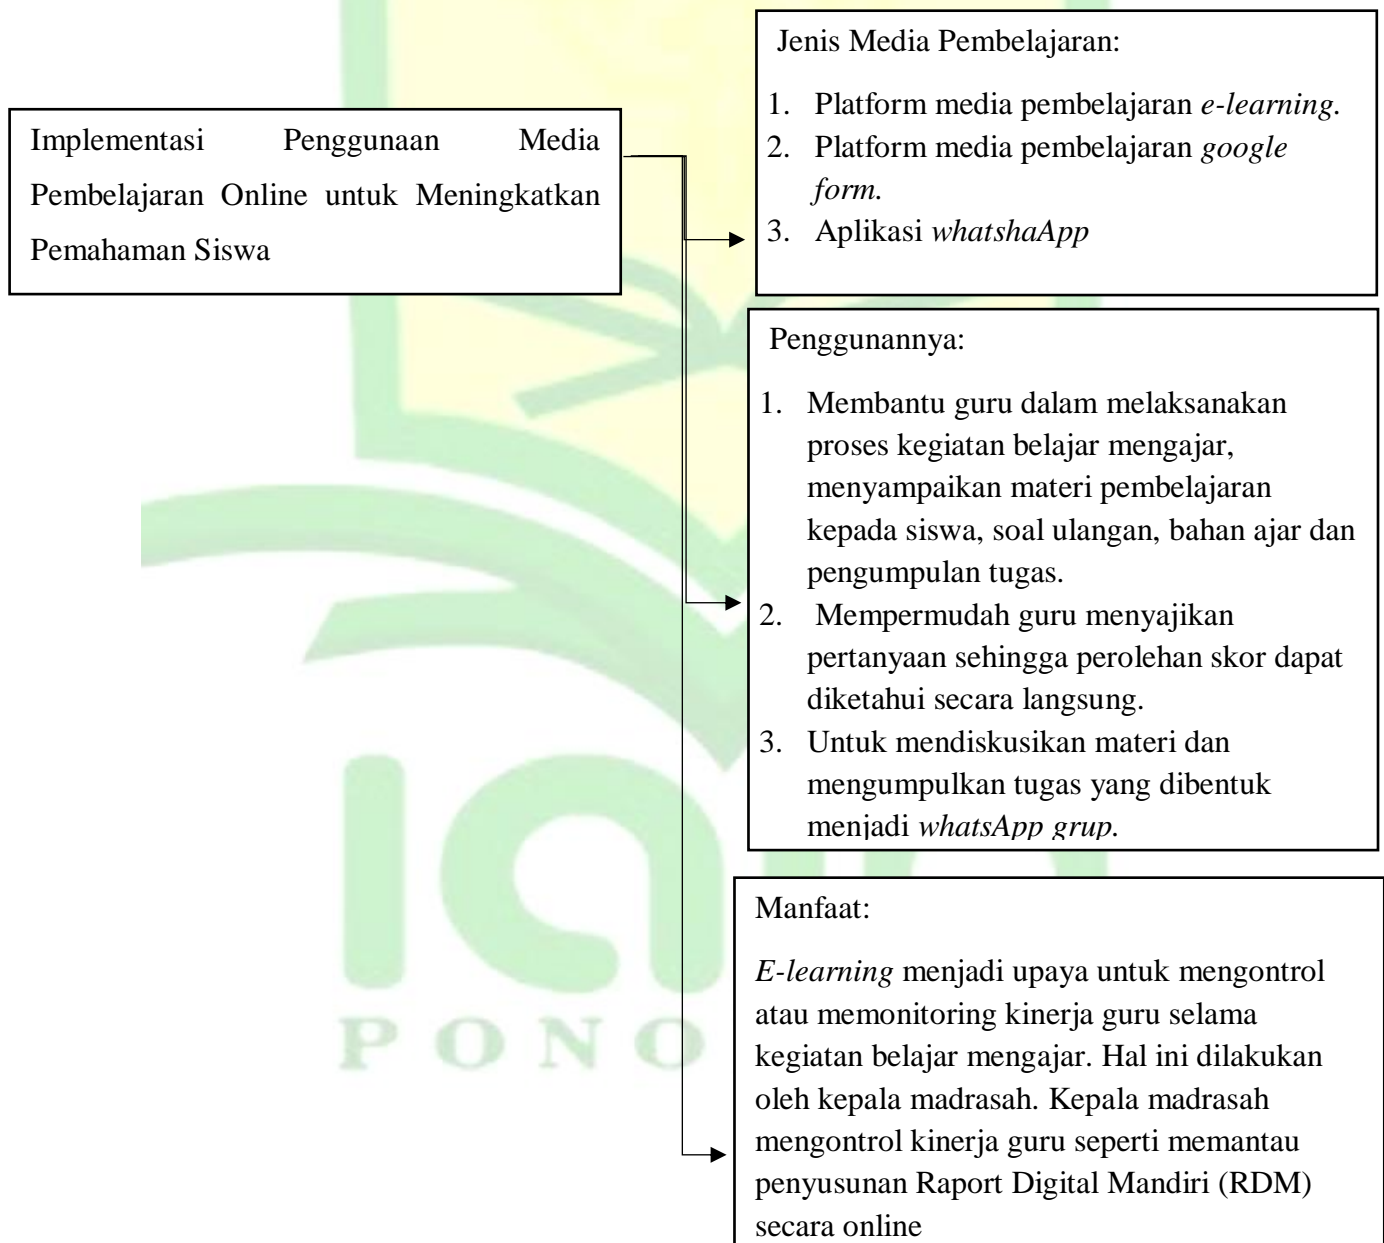 Implementasi Penggunaan Media
Pembelajaran Online untuk Meningkatkan
Pemahaman Siswa
Jenis Media Pembelajaran:
1. Platform media pembelajaran e-learning.
2. Platform media pembelajaran google
form.
3. Aplikasi whatshaApp
Penggunannya:
1. Membantu guru dalam melaksanakan
proses kegiatan belajar mengajar,
menyampaikan materi pembelajaran
kepada siswa, soal ulangan, bahan ajar dan
pengumpulan tugas.
2. Mempermudah guru menyajikan
pertanyaan sehingga perolehan skor dapat
diketahui secara langsung.
3. Untuk mendiskusikan materi dan
mengumpulkan tugas yang dibentuk
menjadi whatsApp grup.
Manfaat:
E-learning menjadi upaya untuk mengontrol
atau memonitoring kinerja guru selama
kegiatan belajar mengajar. Hal ini dilakukan
oleh kepala madrasah. Kepala madrasah
mengontrol kinerja guru seperti memantau
penyusunan Raport Digital Mandiri (RDM)
secara online